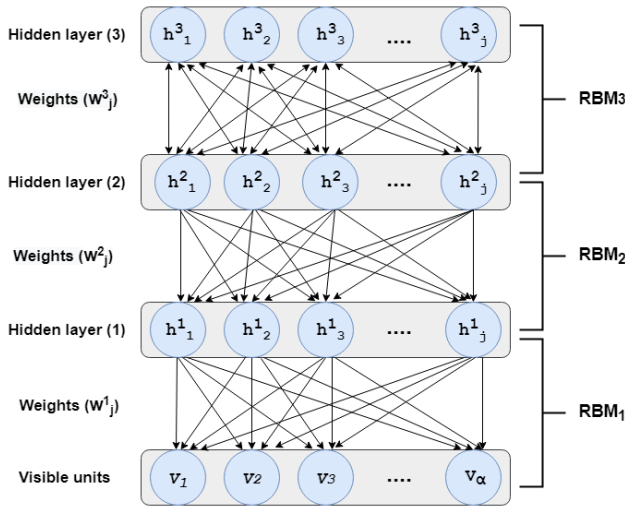 Hidden layer (3) h³₁ h³₂ h³₃ .... h³ⱼ
Weights (W³ⱼ) RBM3
Hidden layer (2) h²₁ h²₂ h²₃ .... h²ⱼ
Weights (W²ⱼ) RBM₂
Hidden layer (1) h¹₁ h¹₂ h¹₃ .... h¹ⱼ
Weights (W¹ⱼ) RBM₁
Visible units v₁ v₂ v₃ .... v_α